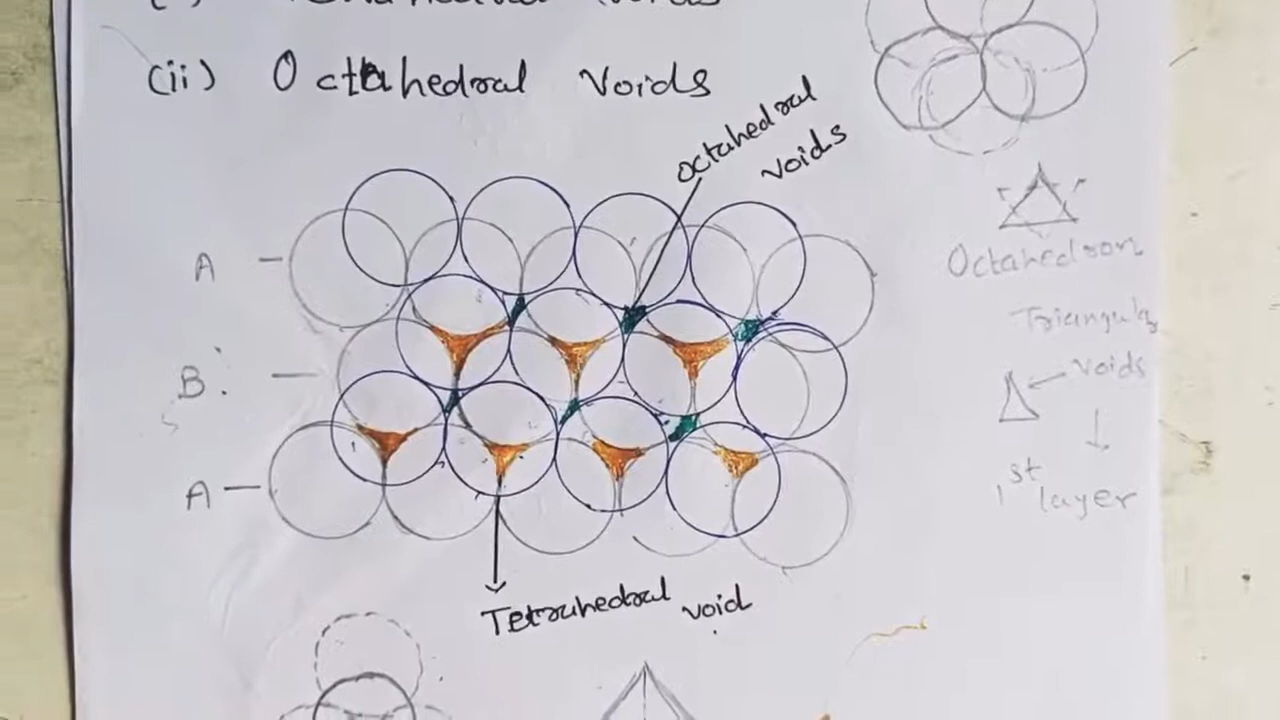 (ii) Octahedral Voids
octahedral
voids
A
B.
A
Tetrahedral void
Octahedron
Triangular
voids
1st
layer